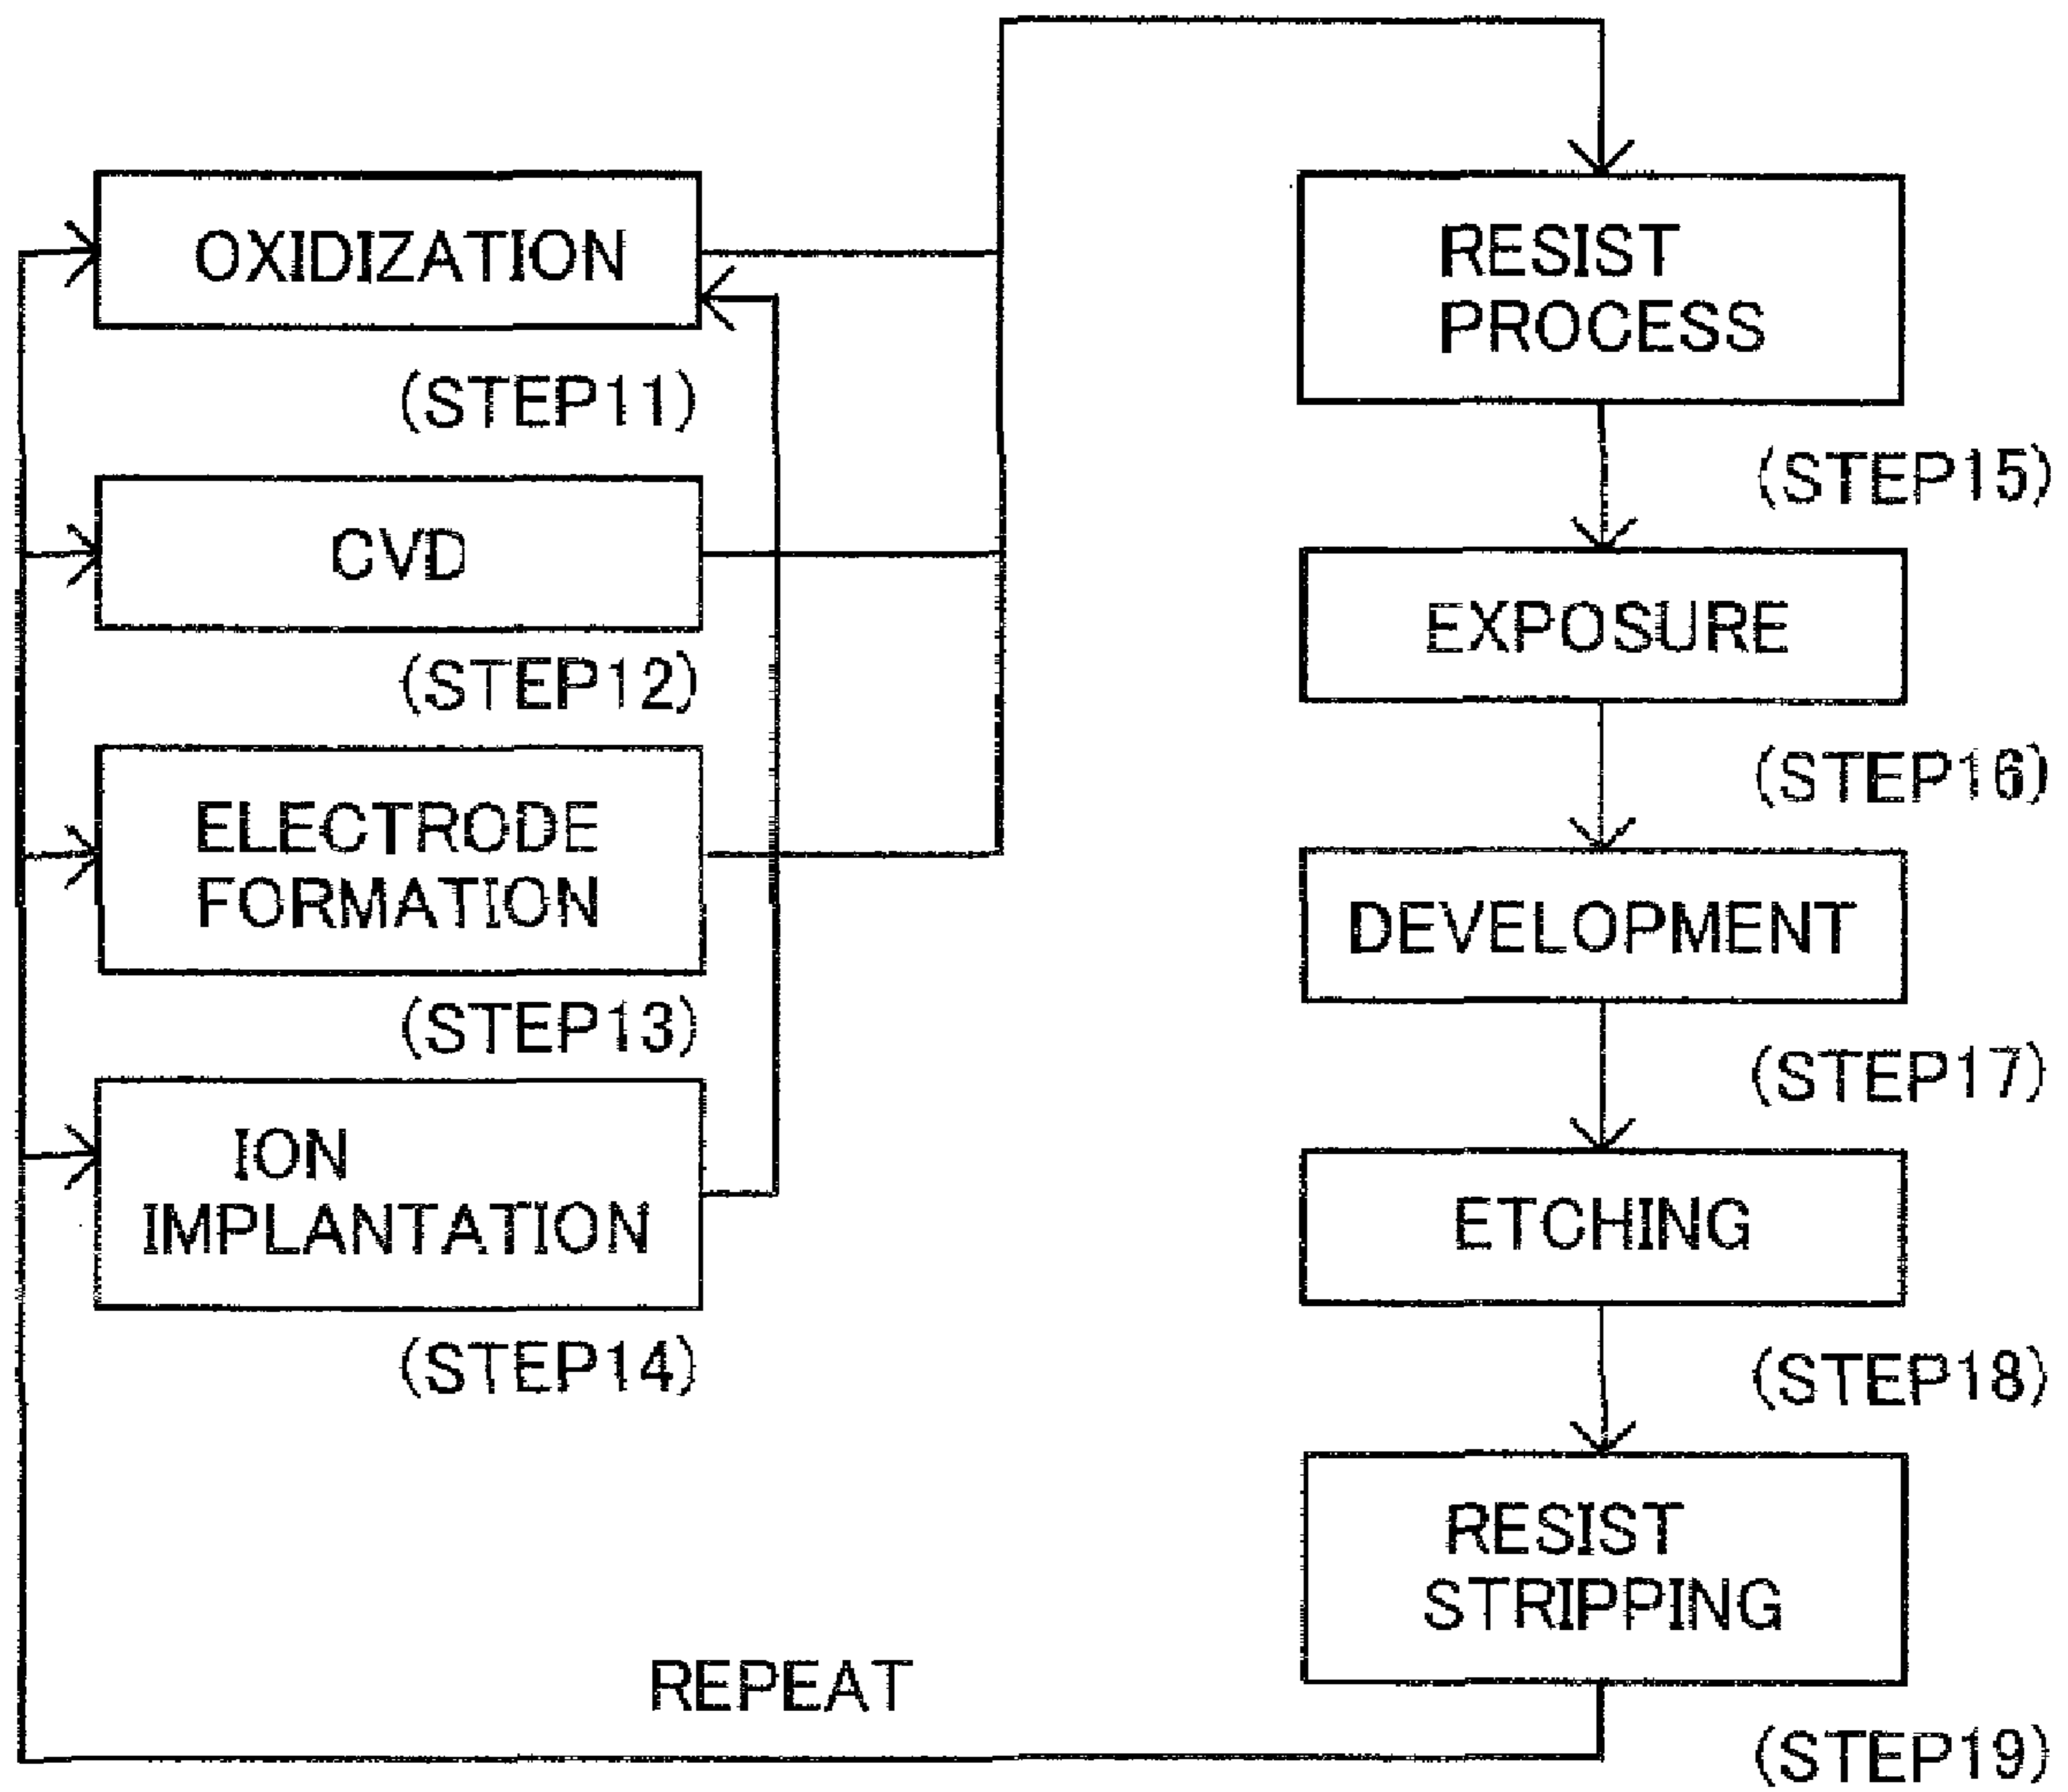 OXIDIZATION
(STEP11)
CVD
(STEP12)
ELECTRODE
FORMATION
(STEP13)
ION
IMPLANTATION
(STEP14)
RESIST
PROCESS
(STEP15)
EXPOSURE
(STEP16)
DEVELOPMENT
(STEP17)
ETCHING
(STEP18)
RESIST
STRIPPING
(STEP19)
REPEAT